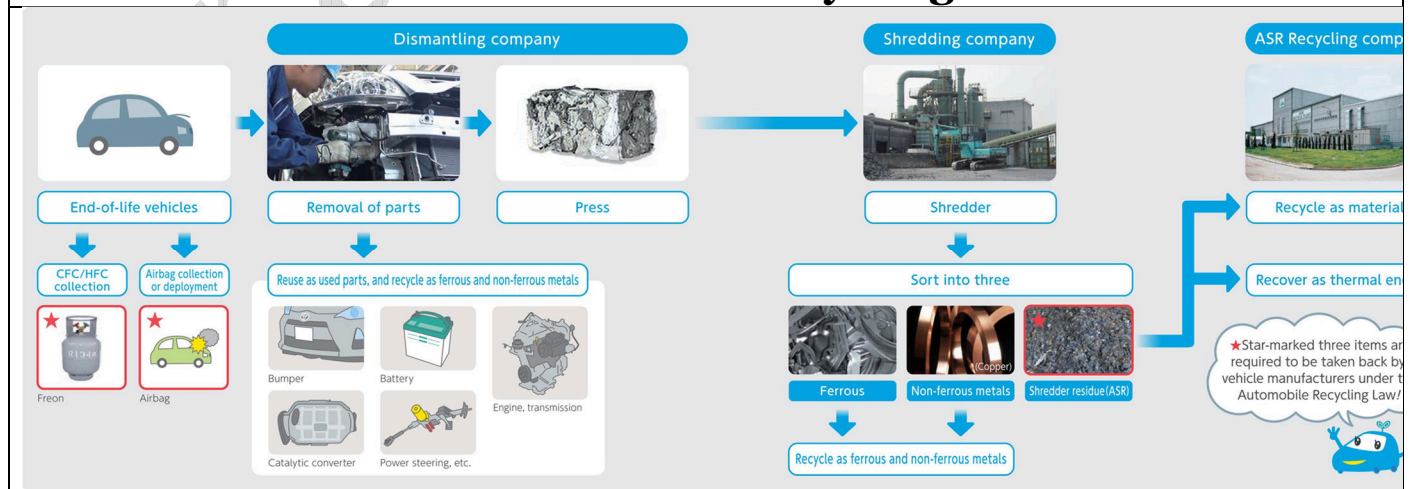 Dismantling company
Shredding company
ASR Recycling comp
End-of-life vehicles
Removal of parts
Press
Shredder
Recycle as material
CFC/HFC
collection
Airbag collection
or deployment
Reuse as used parts, and recycle as ferrous and non-ferrous metals
Sort into three
Recover as thermal en
Freon
Airbag
Bumper
Battery
Engine, transmission
Catalytic converter
Power steering, etc.
(Copper)
Ferrous
Non-ferrous metals
Shredder residue(ASR)
Recycle as ferrous and non-ferrous metals
★Star-marked three items ar
required to be taken back by
vehicle manufacturers under t
Automobile Recycling Law!